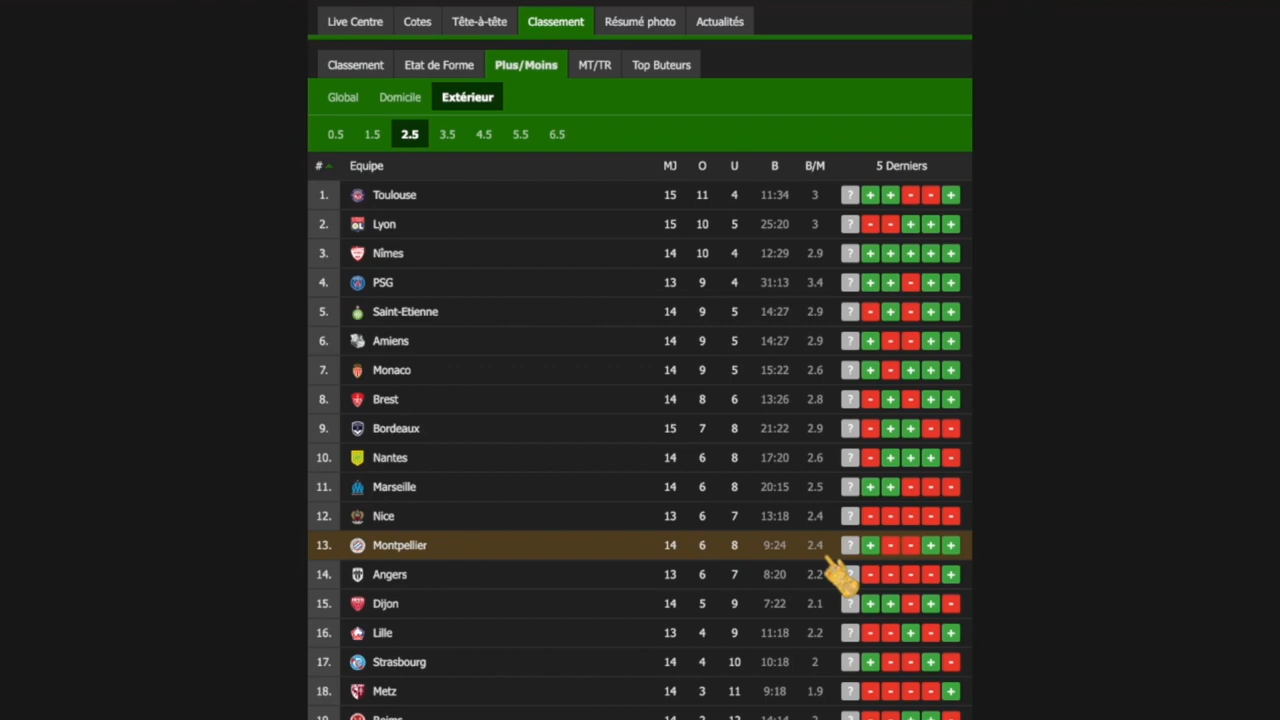 Live Centre Cotes Tête-à-tête Classement Résumé photo Actualités
Classement Etat de Forme Plus/Moins MT/TR Top Buteurs
Global Domicile Extérieur
0.5 1.5 2.5 3.5 4.5 5.5 6.5
# Equipe MJ O U B B/M 5 Derniers
1. Toulouse 15 11 4 11:34 3 ? + + - - +
2. Lyon 15 10 5 25:20 3 ? - - + + +
3. Nîmes 14 10 4 12:29 2.9 ? + + + + +
4. PSG 13 9 4 31:13 3.4 ? + + - + +
5. Saint-Etienne 14 9 5 14:27 2.9 ? - + - + +
6. Amiens 14 9 5 14:27 2.9 ? + - - + +
7. Monaco 14 9 5 15:22 2.6 ? + - + + +
8. Brest 14 8 6 13:26 2.8 ? - + - + +
9. Bordeaux 15 7 8 21:22 2.9 ? - + + - -
10. Nantes 14 6 8 17:20 2.6 ? - + + + -
11. Marseille 14 6 8 20:15 2.5 ? + + - - -
12. Nice 13 6 7 13:18 2.4 ? - - - - -
13. Montpellier 14 6 8 9:24 2.4 ? + - - + +
14. Angers 13 6 7 8:20 2.2 ? - - - - +
15. Dijon 14 5 9 7:22 2.1 ? + + - + -
16. Lille 13 4 9 11:18 2.2 ? - - + - +
17. Strasbourg 14 4 10 10:18 2 ? + - - + -
18. Metz 14 3 11 9:18 1.9 ? - - - - +